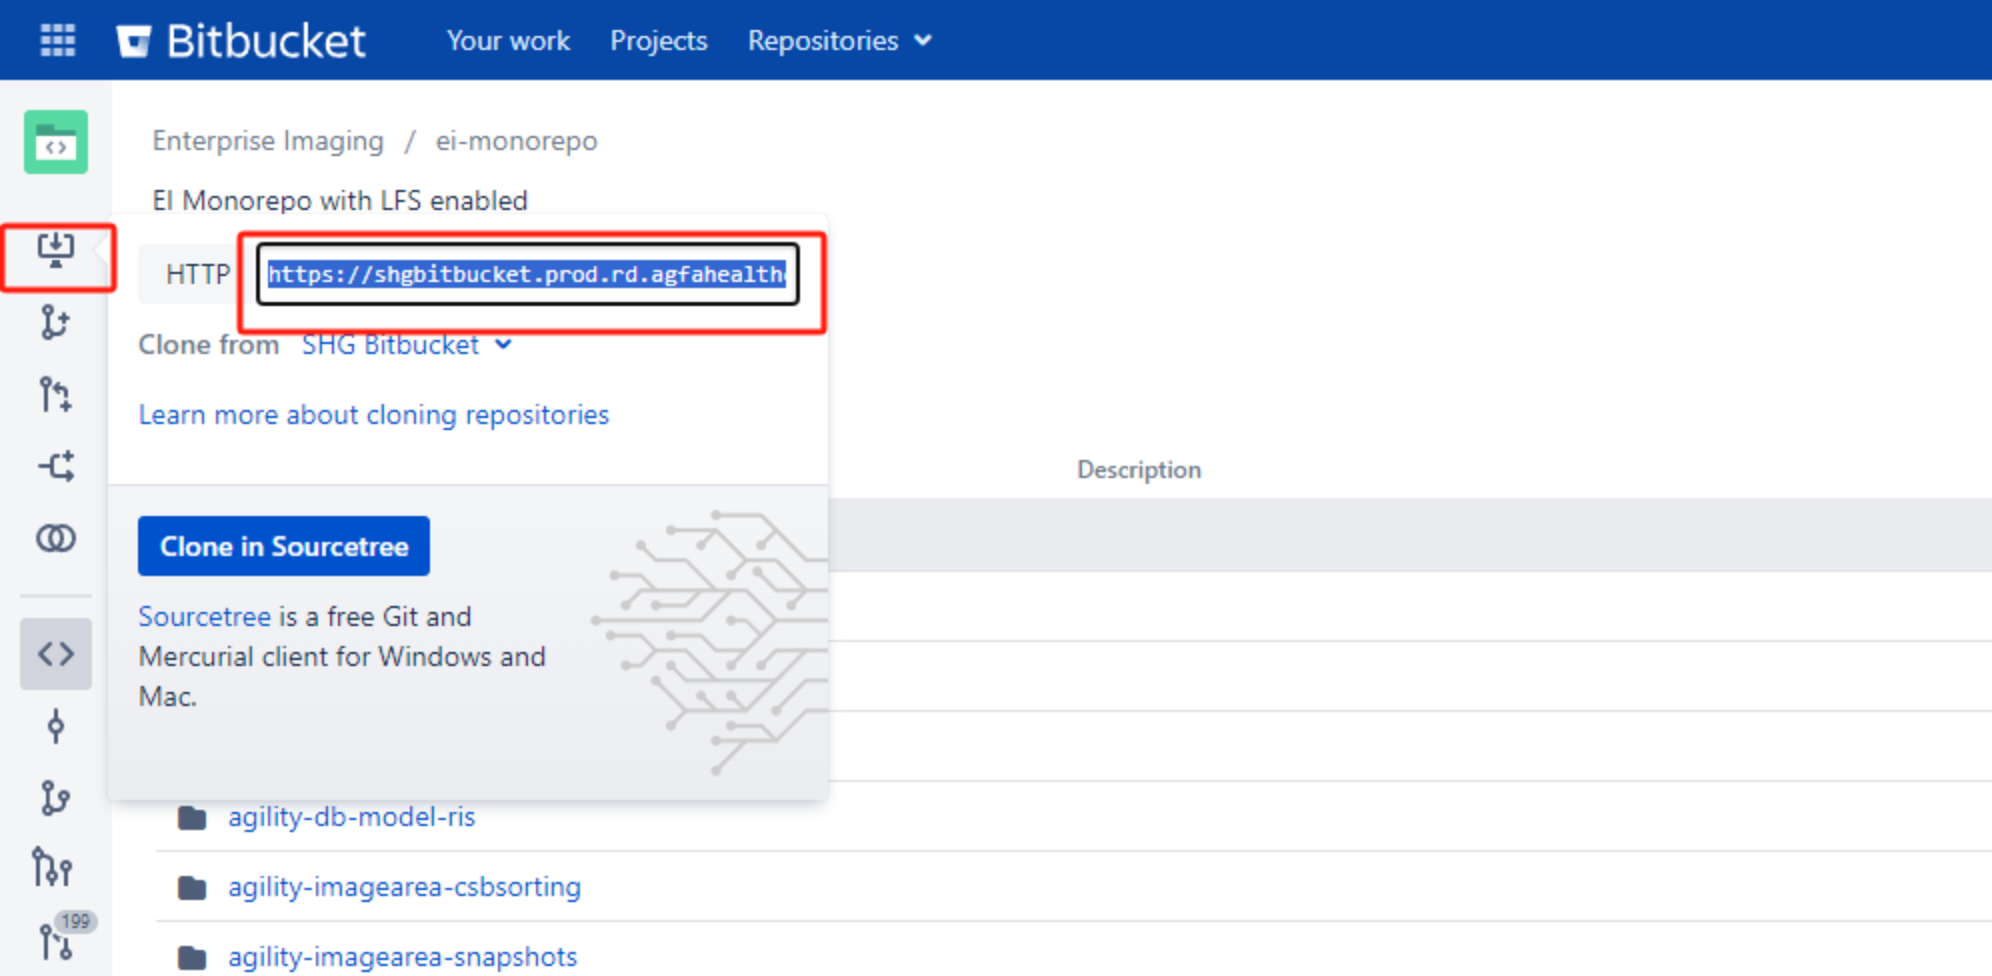 Bitbucket Your work Projects Repositories
Enterprise Imaging / ei-monorepo
EI Monorepo with LFS enabled
HTTP https://shgbitbucket.prod.rd.agfahealth
Clone from SHG Bitbucket
Learn more about cloning repositories
Description
Clone in Sourcetree
Sourcetree is a free Git and
Mercurial client for Windows and
Mac.
agility-db-model-ris
agility-imagearea-csbsorting
199
agility-imagearea-snapshots